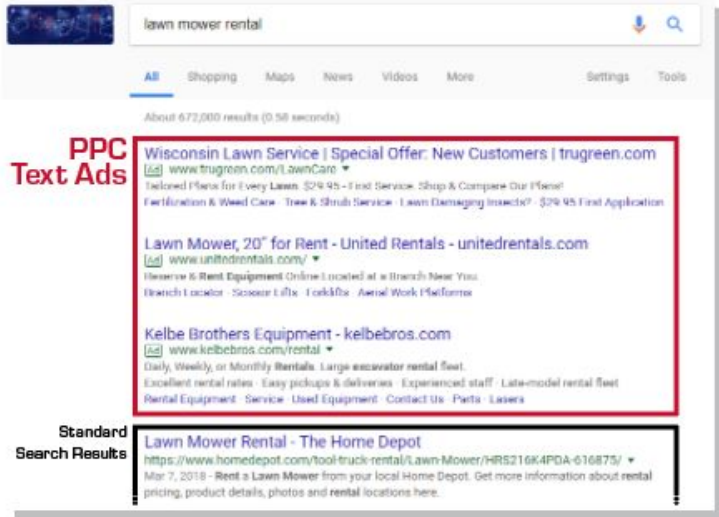 lawn mower rental
All Shopping Maps News Videos More Settings Tools
About 672,000 results (0.58 seconds)
PPC
Text Ads
Wisconsin Lawn Service | Special Offer: New Customers | trugreen.com
Ad www.trugreen.com/LawnCare
Tailored Plans for Every Lawn. $29.95 - First Service. Shop & Compare Our Plans!
Fertilization & Weed Care · Tree & Shrub Service · Lawn Damaging Insects? · $29.95 First Application
Lawn Mower, 20" for Rent - United Rentals - unitedrentals.com
Ad www.unitedrentals.com/
Reserve & Rent Equipment Online Located at a Branch Near You.
Branch Locator · Scissor Lifts · Forklifts · Aerial Work Platforms
Kelbe Brothers Equipment - kelbebros.com
Ad www.kelbebros.com/rental
Daily, Weekly, or Monthly Rentals. Large excavator rental fleet.
Excellent rental rates · Easy pickups & deliveries · Experienced staff · Late-model rental fleet
Rental Equipment · Service · Used Equipment · Contact Us · Parts · Lasers
Standard
Search Results
Lawn Mower Rental - The Home Depot
https://www.homedepot.com/tool-truck-rental/Lawn-Mower/HRS216K4PDA-616875/
Mar 7, 2018 - Rent a Lawn Mower from your local Home Depot. Get more information about rental
pricing, product details, photos and rental locations here.